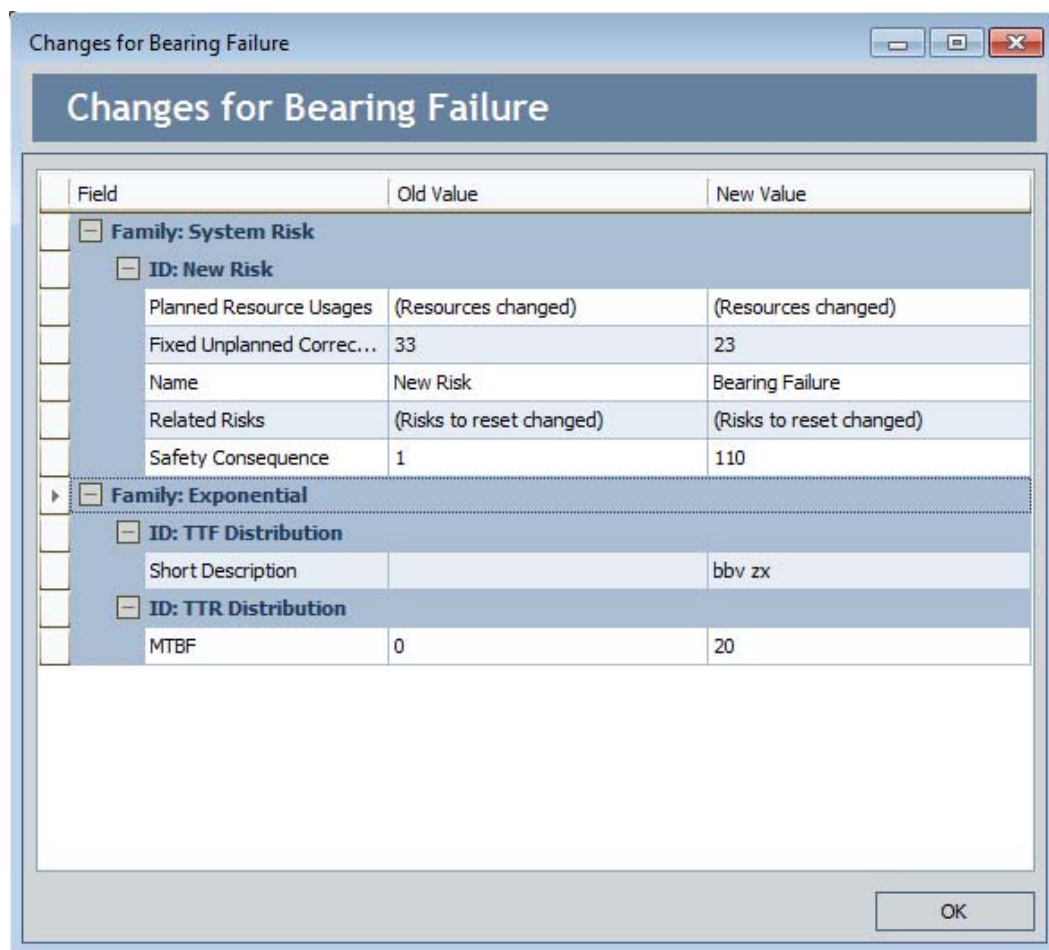 Changes for Bearing Failure
Changes for Bearing Failure
Field Old Value New Value
Family: System Risk
ID: New Risk
Planned Resource Usages (Resources changed) (Resources changed)
Fixed Unplanned Correc... 33 23
Name New Risk Bearing Failure
Related Risks (Risks to reset changed) (Risks to reset changed)
Safety Consequence 1 110
Family: Exponential
ID: TTF Distribution
Short Description bbv zx
ID: TTR Distribution
MTBF 0 20
OK